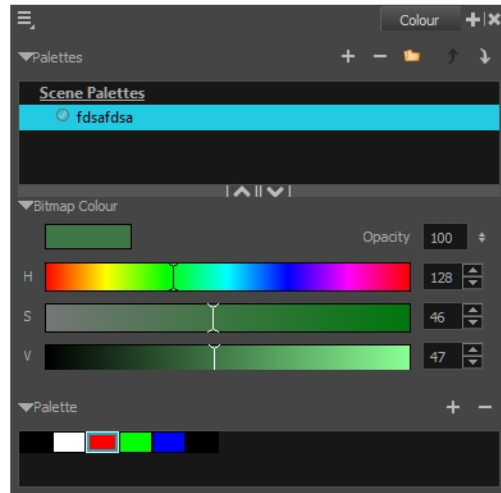 Colour
Palettes
Scene Palettes
fdsafdsa
Bitmap Colour
Opacity 100
H 128
S 46
V 47
Palette